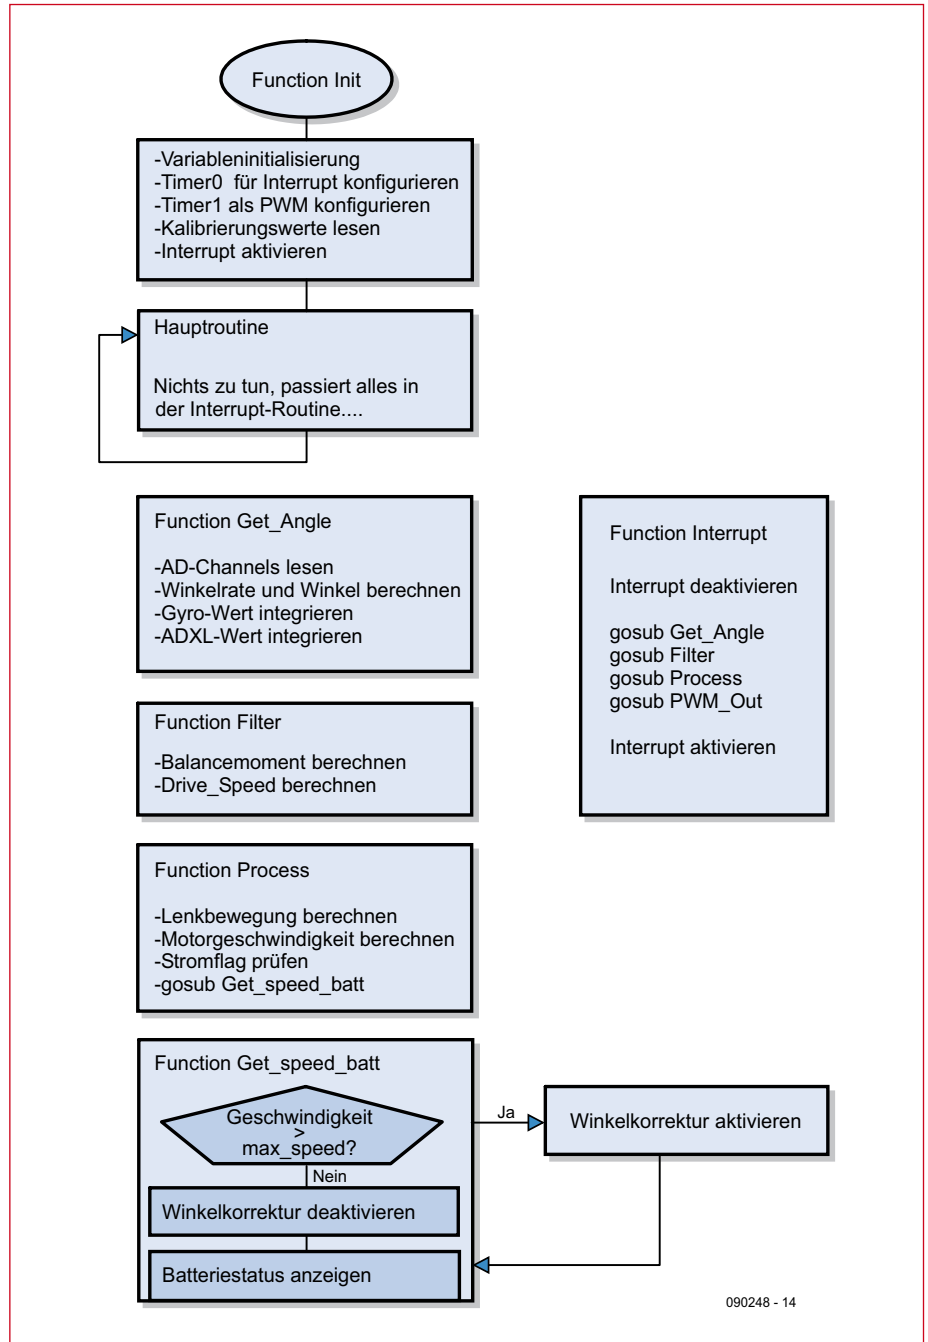 Function Init
-Variableninitialisierung
-Timer0 für Interrupt konfigurieren
-Timer1 als PWM konfigurieren
-Kalibrierungswerte lesen
-Interrupt aktivieren
Hauptroutine
Nichts zu tun, passiert alles in
der Interrupt-Routine....
Function Get_Angle
-AD-Channels lesen
-Winkelrate und Winkel berechnen
-Gyro-Wert integrieren
-ADXL-Wert integrieren
Function Interrupt
Interrupt deaktivieren
gosub Get_Angle
gosub Filter
gosub Process
gosub PWM_Out
Interrupt aktivieren
Function Filter
-Balancemoment berechnen
-Drive_Speed berechnen
Function Process
-Lenkbewegung berechnen
-Motorgeschwindigkeit berechnen
-Stromflag prüfen
-gosub Get_speed_batt
Function Get_speed_batt
Geschwindigkeit
>
max_speed?
Ja
Winkelkorrektur aktivieren
Nein
Winkelkorrektur deaktivieren
Batteriestatus anzeigen
090248 - 14